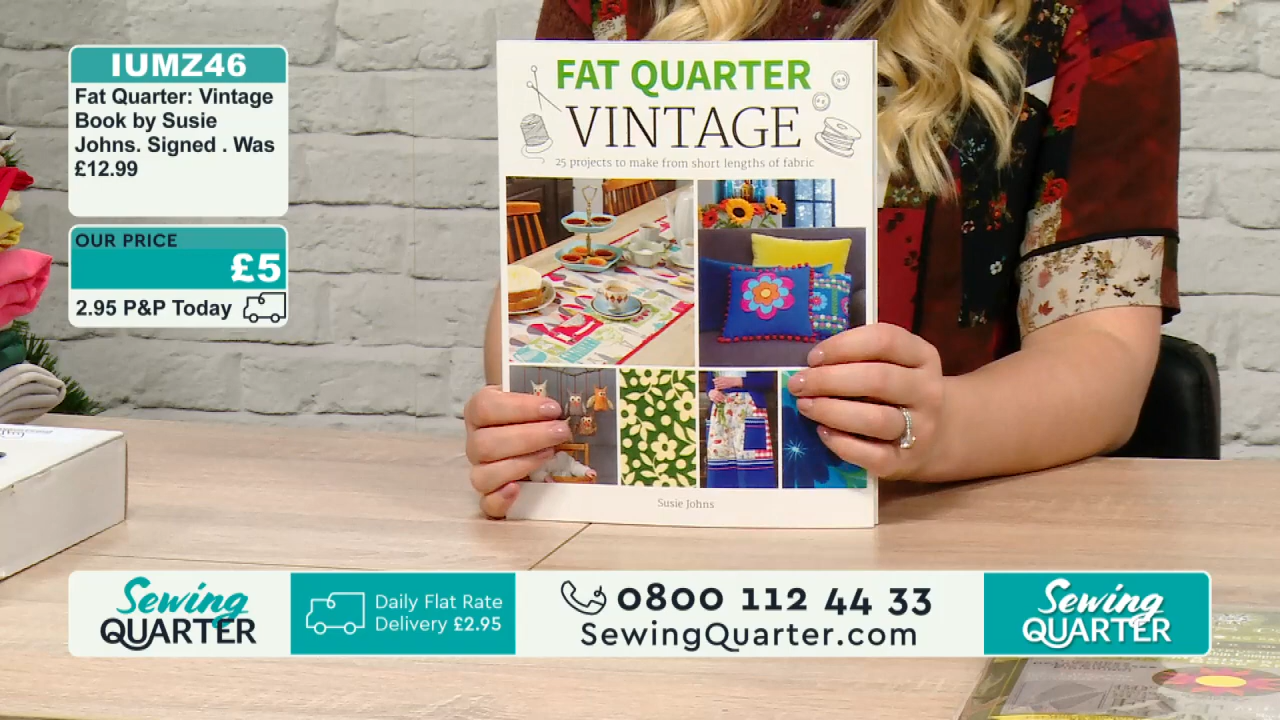 IUMZ46
Fat Quarter: Vintage
Book by Susie
Johns. Signed . Was
£12.99
OUR PRICE
£5
2.95 P&P Today
FAT QUARTER
VINTAGE
25 projects to make from short lengths of fabric
Susie Johns
Sewing
QUARTER
Daily Flat Rate
Delivery £2.95
0800 112 44 33
SewingQuarter.com
Sewing
QUARTER